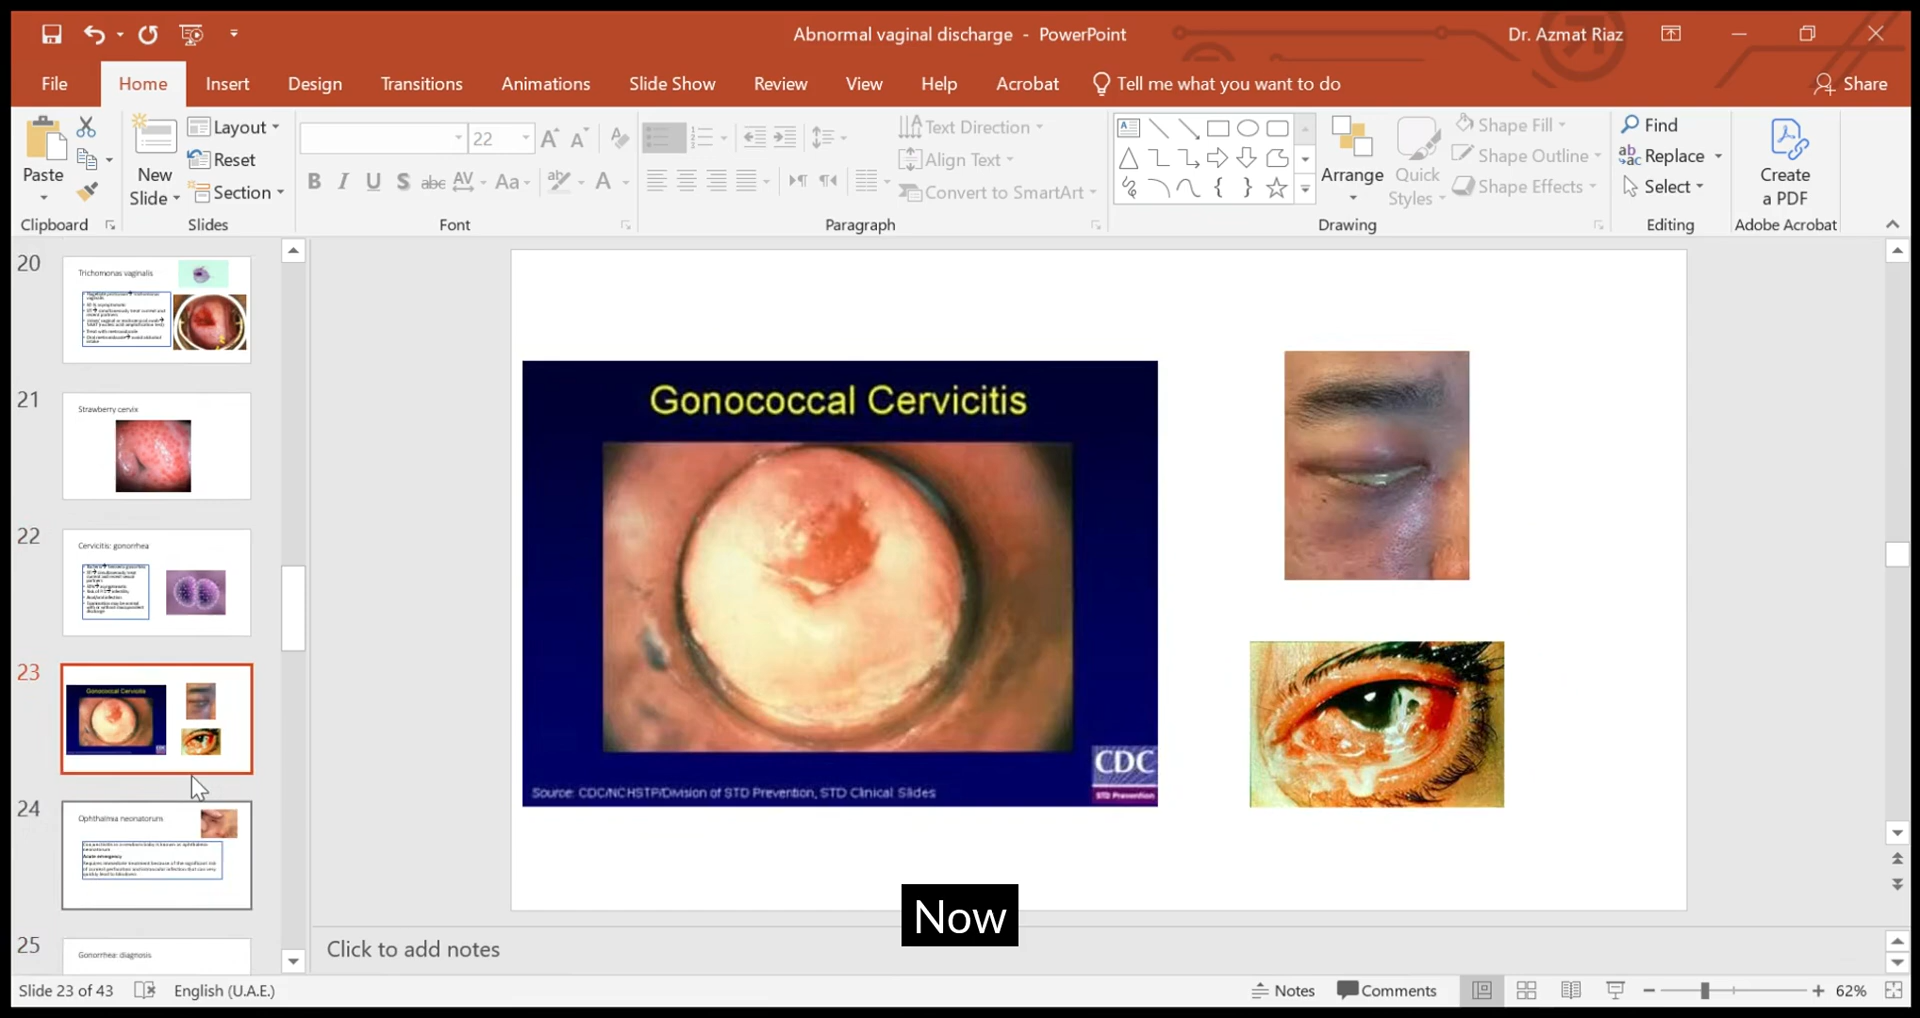 Abnormal vaginal discharge - PowerPoint
Dr. Azmat Riaz
File Home Insert Design Transitions Animations Slide Show Review View Help Acrobat Tell me what you want to do Share
Paste
New Slide
Layout
Reset
Section
22
B I U S abc AV Aa A
Text Direction
Align Text
Convert to SmartArt
Arrange
Quick Styles
Shape Fill
Shape Outline
Shape Effects
Find
Replace
Select
Create a PDF
Clipboard Slides Font Paragraph Drawing Editing Adobe Acrobat
20
Trichomonas vaginalis
21
Strawberry cervix
22
Cervicitis: gonorrhea
23
Gonococcal Cervicitis
24
Ophthalmia neonatorum
Acute emergency
25
Gonorrhea: diagnosis
Gonococcal Cervicitis
CDC
STD Prevention
Source: CDC/NCHSTP/Division of STD Prevention, STD Clinical Slides
Now
Click to add notes
Slide 23 of 43 English (U.A.E.) Notes Comments 62%